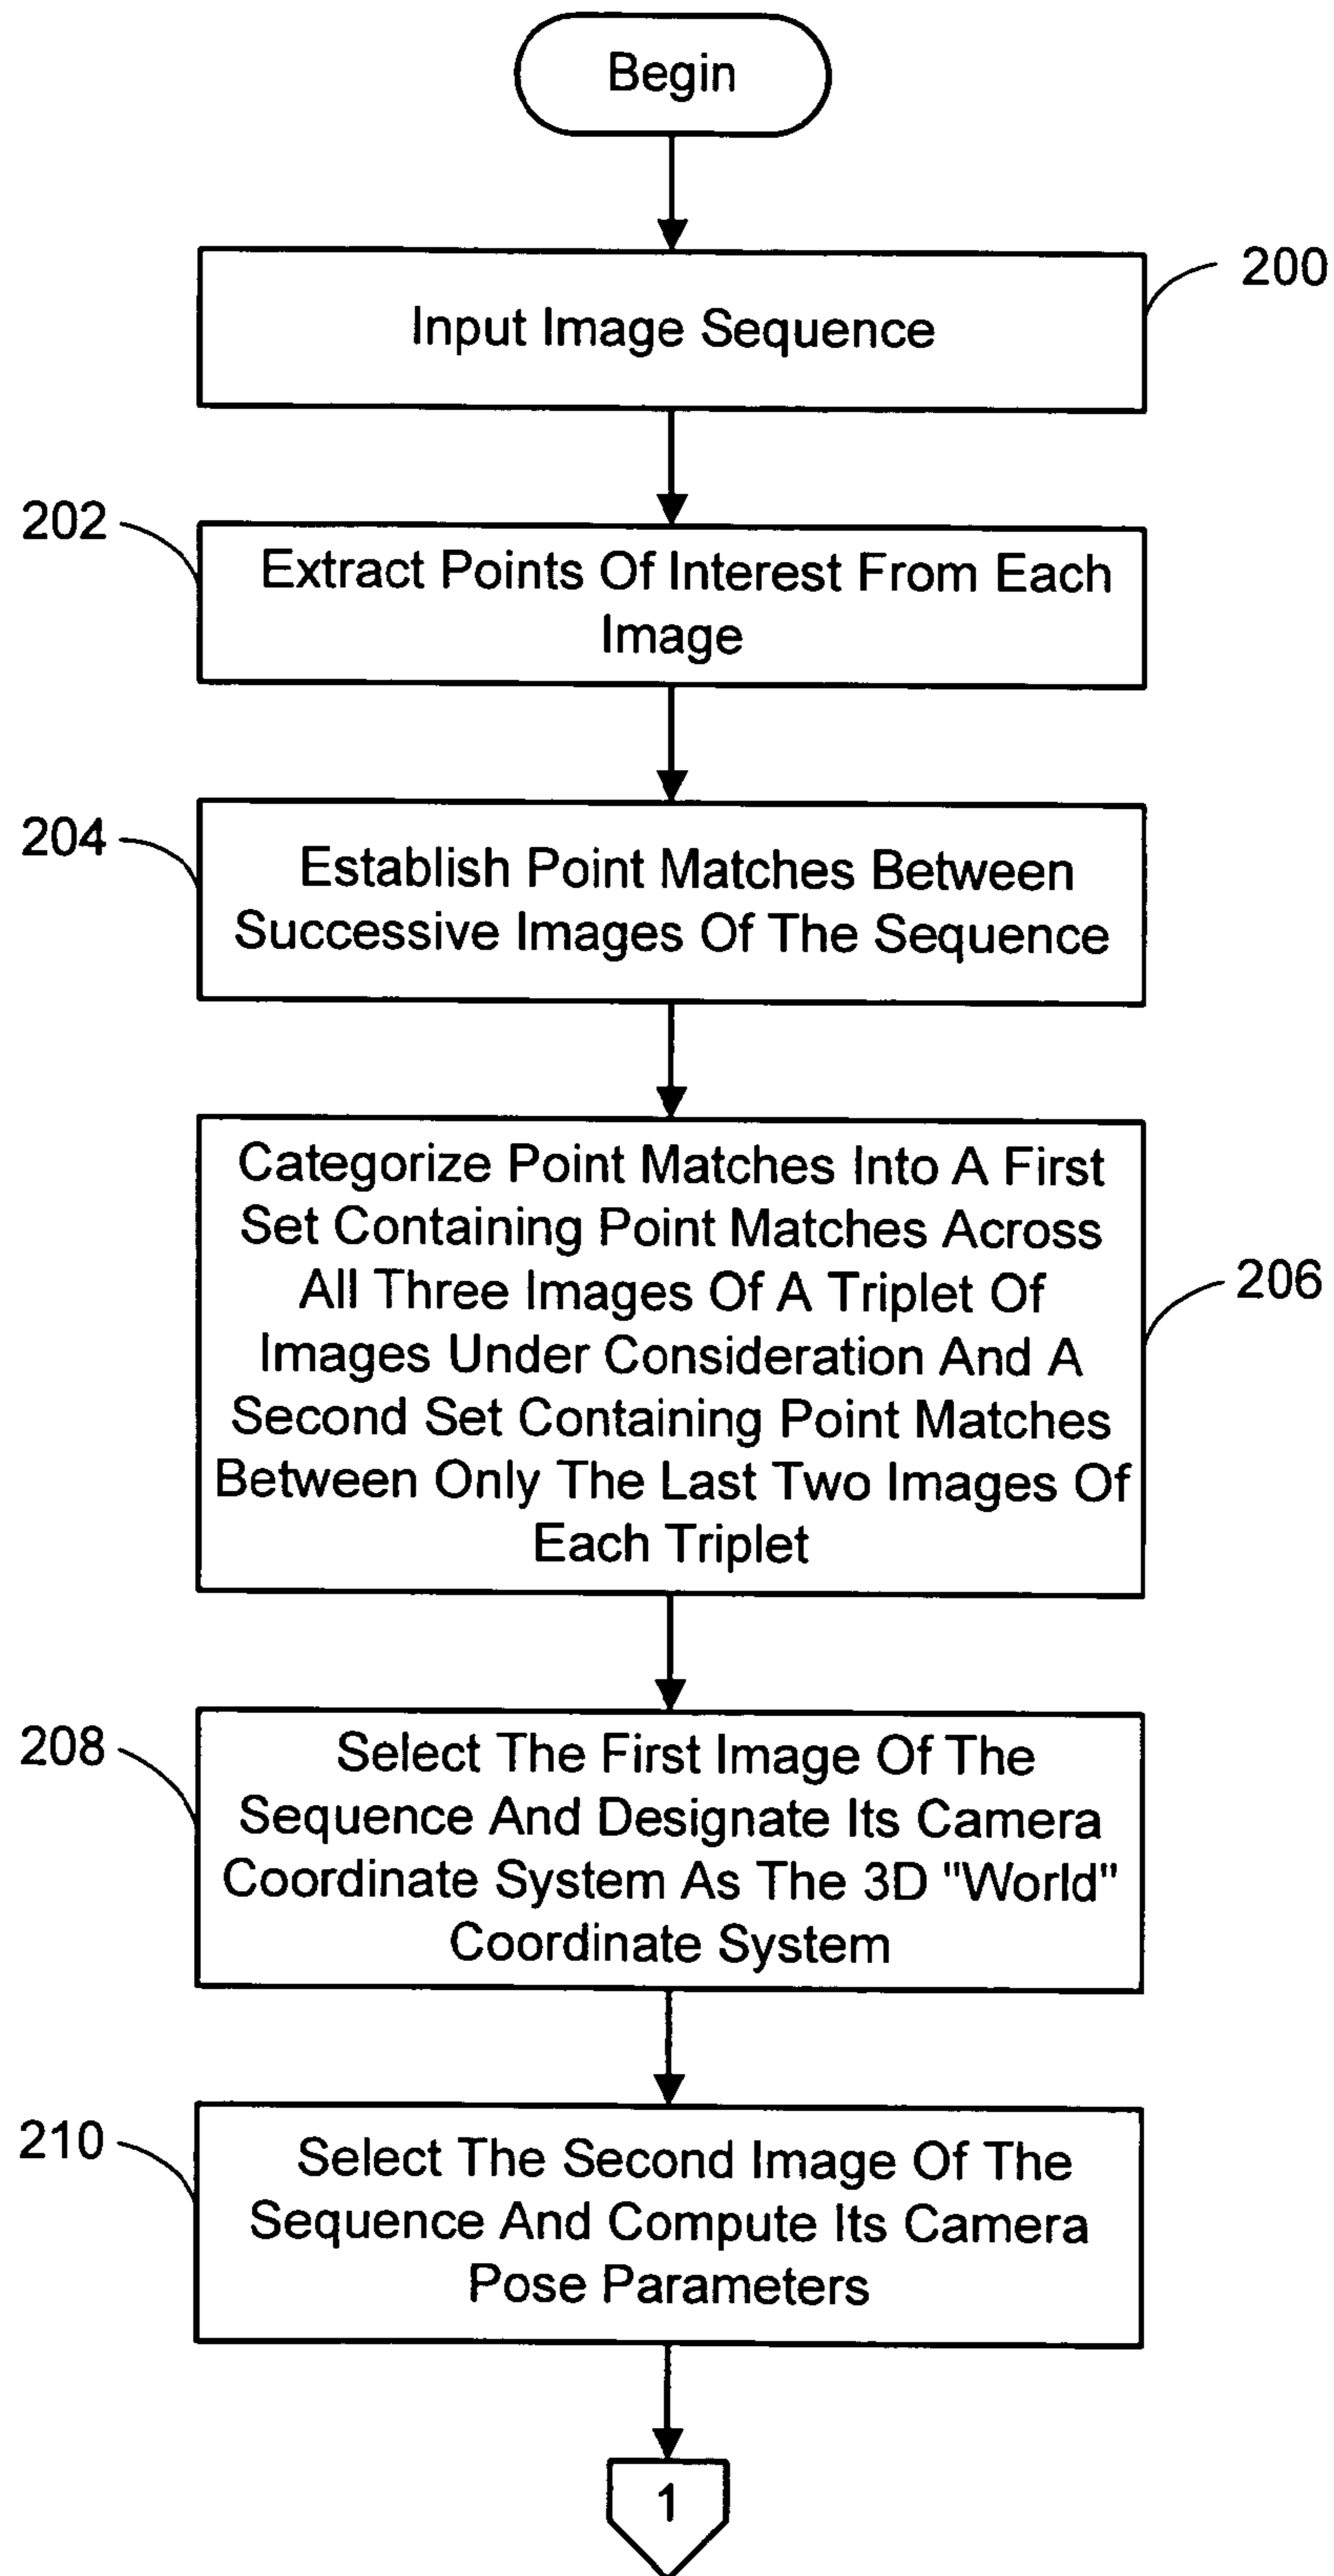 Begin
200
Input Image Sequence
202
Extract Points Of Interest From Each
Image
204
Establish Point Matches Between
Successive Images Of The Sequence
Categorize Point Matches Into A First
Set Containing Point Matches Across
All Three Images Of A Triplet Of
Images Under Consideration And A
Second Set Containing Point Matches
Between Only The Last Two Images Of
Each Triplet
206
208
Select The First Image Of The
Sequence And Designate Its Camera
Coordinate System As The 3D "World"
Coordinate System
210
Select The Second Image Of The
Sequence And Compute Its Camera
Pose Parameters
1